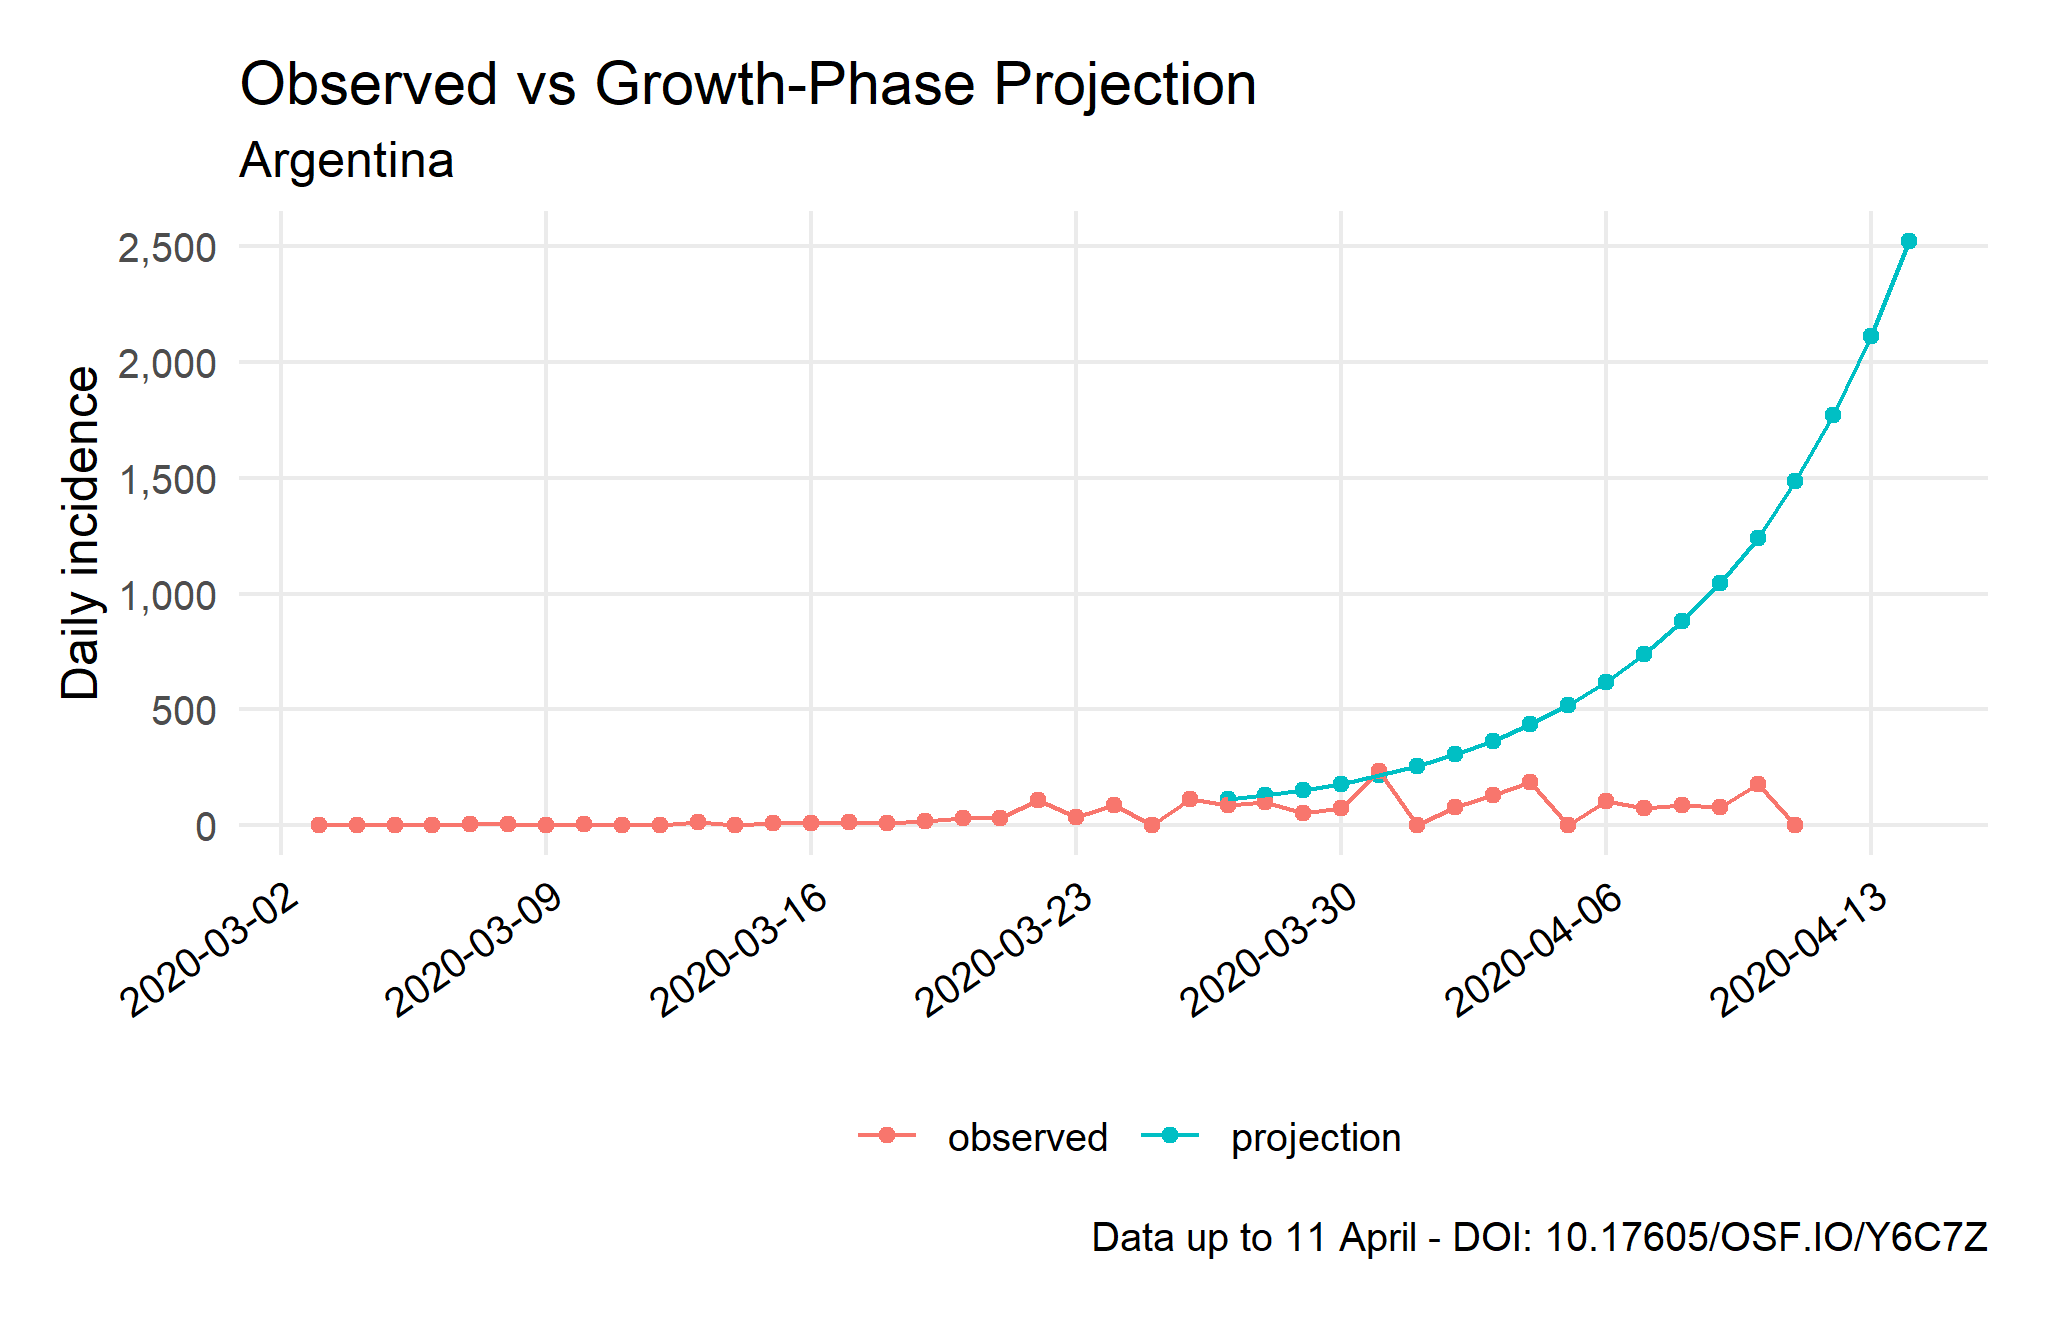 Observed vs Growth-Phase Projection
Argentina
Daily incidence
2,500
2,000
1,500
1,000
500
0
2020-03-02
2020-03-09
2020-03-16
2020-03-23
2020-03-30
2020-04-06
2020-04-13
observed
projection
Data up to 11 April - DOI: 10.17605/OSF.IO/Y6C7Z